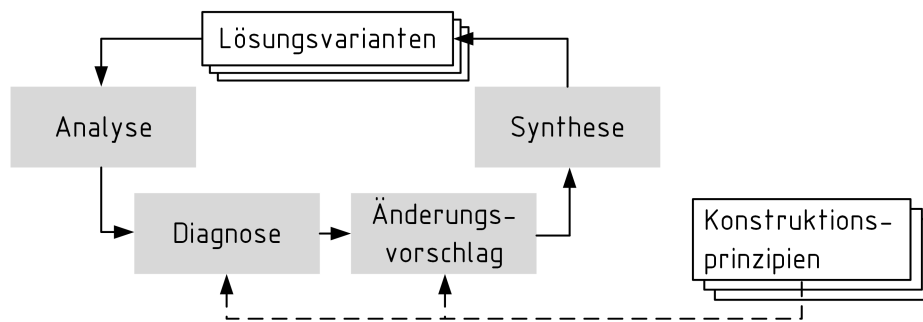 Lösungsvarianten
Analyse
Synthese
Diagnose
Änderungs-
vorschlag
Konstruktions-
prinzipien